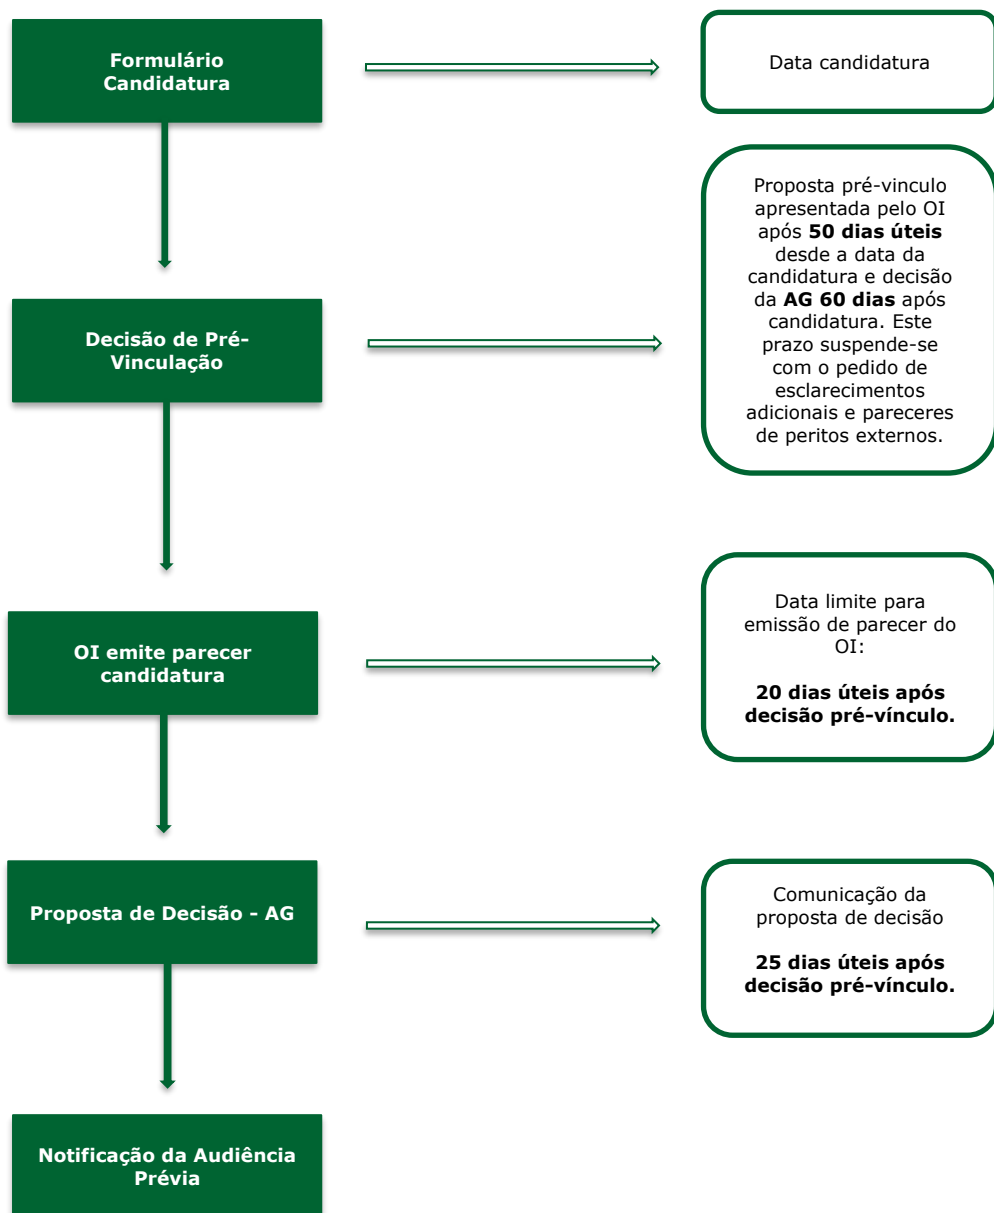 Formulário
Candidatura
Data candidatura
Proposta pré-vinculo
apresentada pelo OI
após 50 dias úteis
desde a data da
candidatura e decisão
da AG 60 dias após
candidatura. Este
prazo suspende-se
com o pedido de
esclarecimentos
adicionais e pareceres
de peritos externos.
Decisão de Pré-
Vinculação
OI emite parecer
candidatura
Data limite para
emissão de parecer do
OI:
20 dias úteis após
decisão pré-vínculo.
Proposta de Decisão - AG
Comunicação da
proposta de decisão
25 dias úteis após
decisão pré-vínculo.
Notificação da Audiência
Prévia